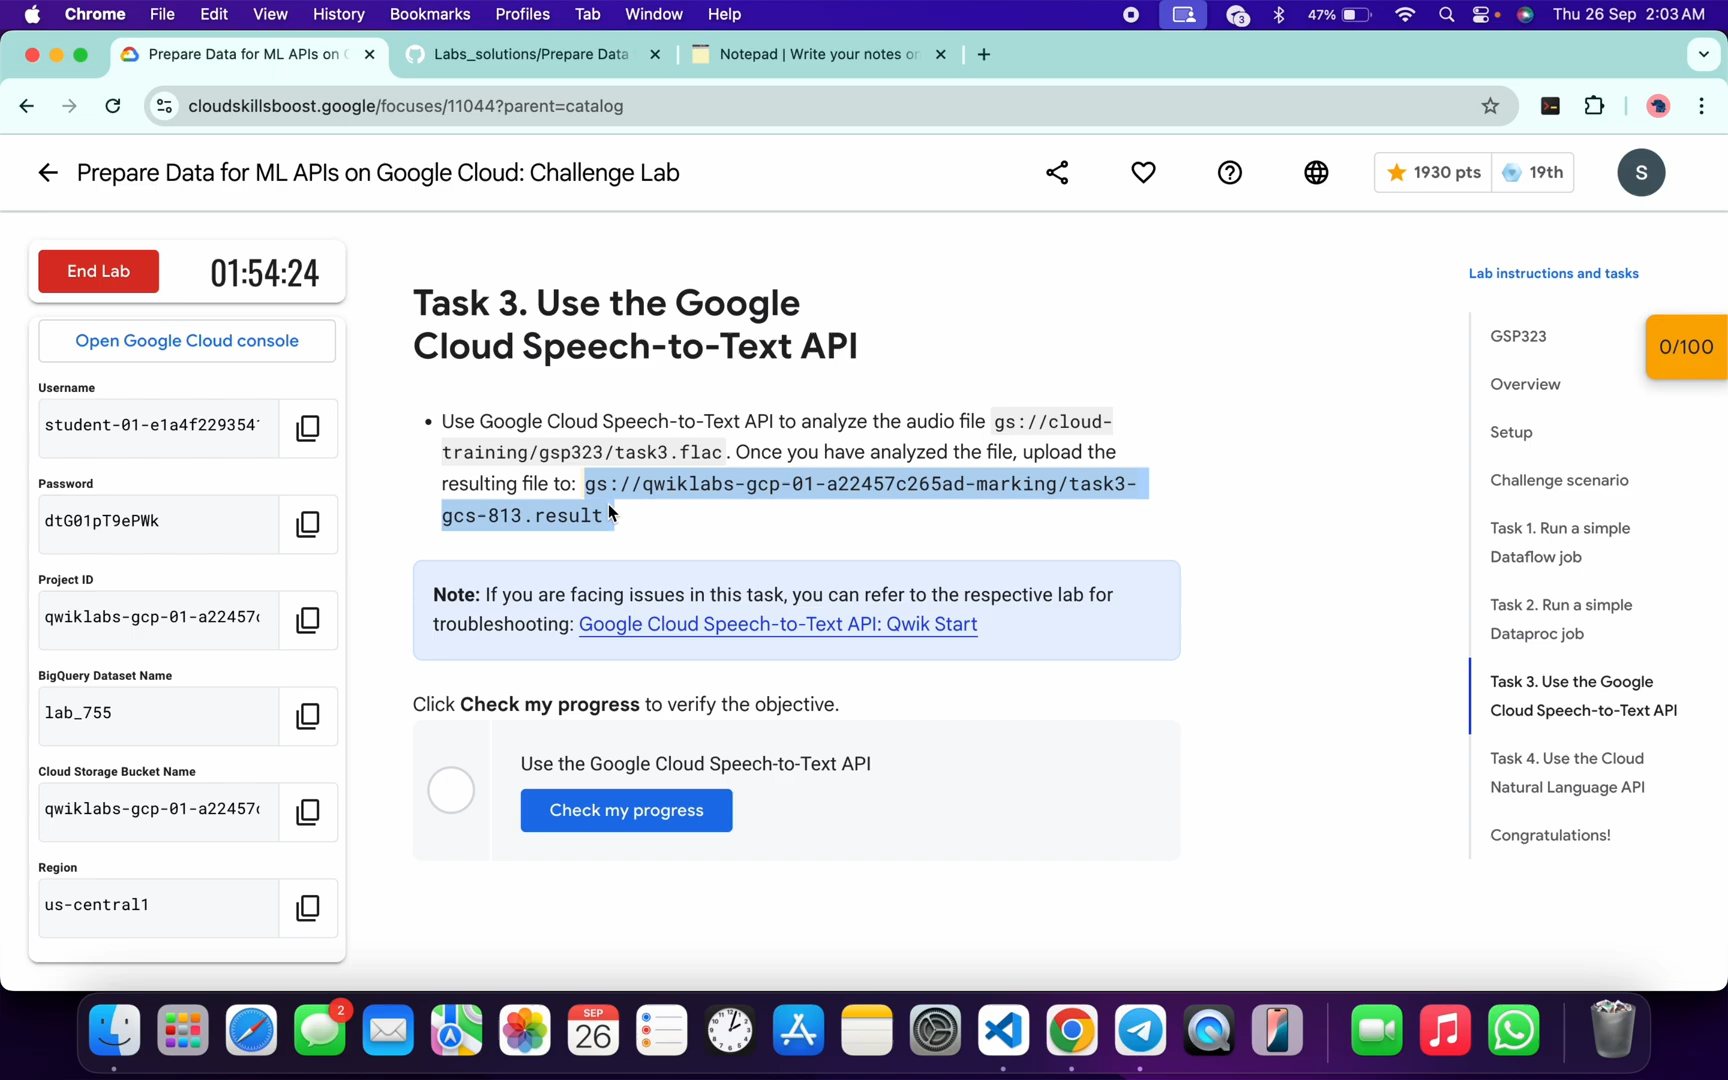 Chrome File Edit View History Bookmarks Profiles Tab Window Help 3 47% Thu 26 Sep 2:03 AM
Prepare Data for ML APIs on Labs_solutions/Prepare Data Notepad | Write your notes on
cloudskillsboost.google/focuses/11044?parent=catalog
Prepare Data for ML APIs on Google Cloud: Challenge Lab 1930 pts 19th S
End Lab 01:54:24
Open Google Cloud console
Username
student-01-e1a4f229354
Password
dtG01pT9ePWk
Project ID
qwiklabs-gcp-01-a22457
BigQuery Dataset Name
lab_755
Cloud Storage Bucket Name
qwiklabs-gcp-01-a22457
Region
us-central1
Task 3. Use the Google
Cloud Speech-to-Text API
• Use Google Cloud Speech-to-Text API to analyze the audio file gs://cloud-
training/gsp323/task3.flac. Once you have analyzed the file, upload the
resulting file to: gs://qwiklabs-gcp-01-a22457c265ad-marking/task3-
gcs-813.result
Note: If you are facing issues in this task, you can refer to the respective lab for
troubleshooting: Google Cloud Speech-to-Text API: Qwik Start
Click Check my progress to verify the objective.
Use the Google Cloud Speech-to-Text API
Check my progress
Lab instructions and tasks
GSP323
0/100
Overview
Setup
Challenge scenario
Task 1. Run a simple
Dataflow job
Task 2. Run a simple
Dataproc job
Task 3. Use the Google
Cloud Speech-to-Text API
Task 4. Use the Cloud
Natural Language API
Congratulations!
2
SEP
26